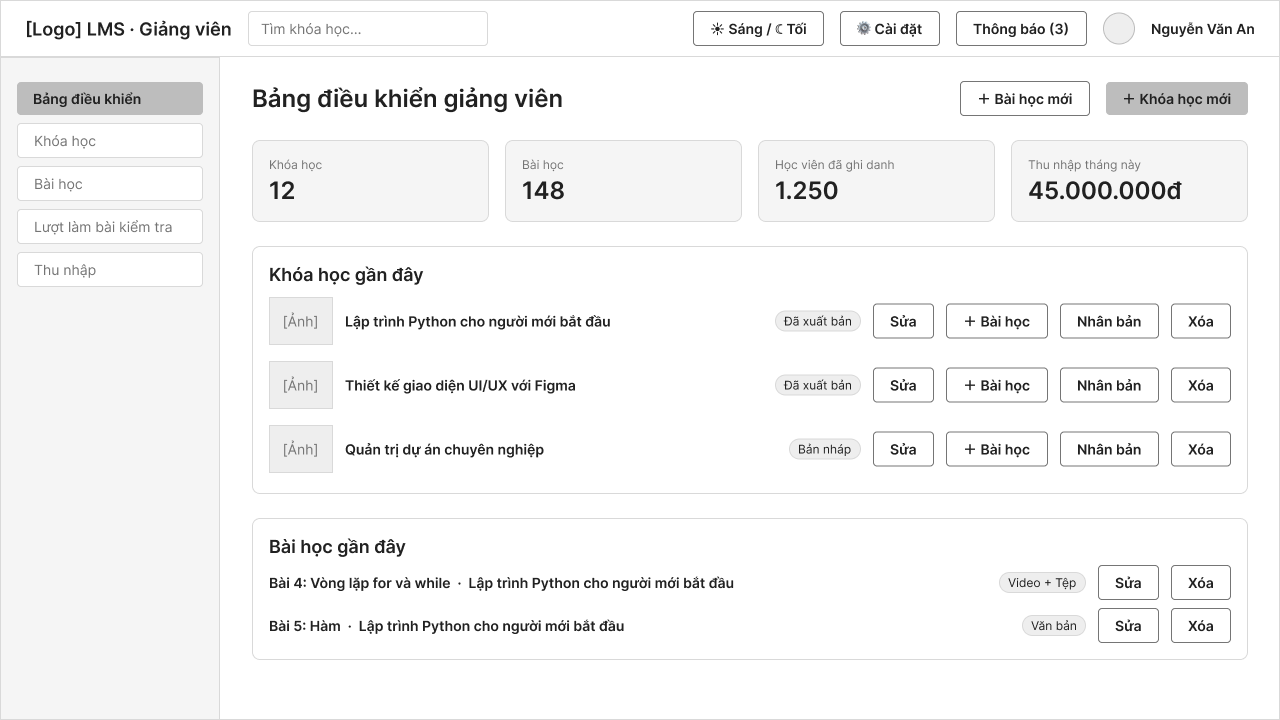 [Logo] LMS · Giảng viên
Tìm khóa học...
☀ Sáng / ☾ Tối
⚙ Cài đặt
Thông báo (3)
Nguyễn Văn An
Bảng điều khiển
Khóa học
Bài học
Lượt làm bài kiểm tra
Thu nhập
Bảng điều khiển giảng viên
+ Bài học mới
+ Khóa học mới
Khóa học
12
Bài học
148
Học viên đã ghi danh
1.250
Thu nhập tháng này
45.000.000đ
Khóa học gần đây
[Ảnh] Lập trình Python cho người mới bắt đầu Đã xuất bản Sửa + Bài học Nhân bản Xóa
[Ảnh] Thiết kế giao diện UI/UX với Figma Đã xuất bản Sửa + Bài học Nhân bản Xóa
[Ảnh] Quản trị dự án chuyên nghiệp Bản nháp Sửa + Bài học Nhân bản Xóa
Bài học gần đây
Bài 4: Vòng lặp for và while · Lập trình Python cho người mới bắt đầu Video + Tệp Sửa Xóa
Bài 5: Hàm · Lập trình Python cho người mới bắt đầu Văn bản Sửa Xóa